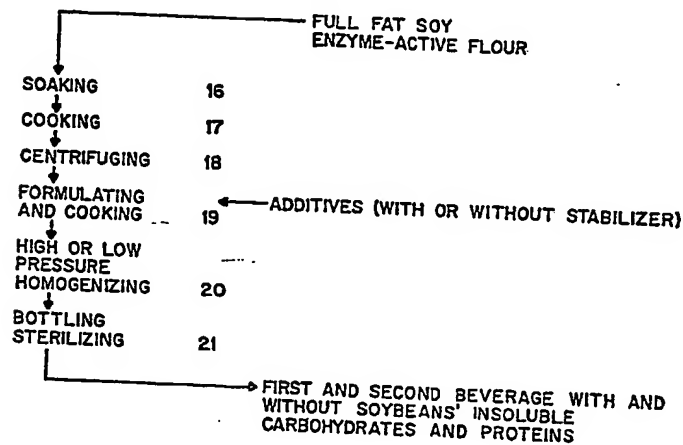 FULL FAT SOY
ENZYME-ACTIVE FLOUR
SOAKING 16
COOKING 17
CENTRIFUGING 18
FORMULATING
AND COOKING 19
ADDITIVES (WITH OR WITHOUT STABILIZER)
HIGH OR LOW
PRESSURE
HOMOGENIZING 20
BOTTLING
STERILIZING 21
FIRST AND SECOND BEVERAGE WITH AND
WITHOUT SOYBEANS' INSOLUBLE
CARBOHYDRATES AND PROTEINS